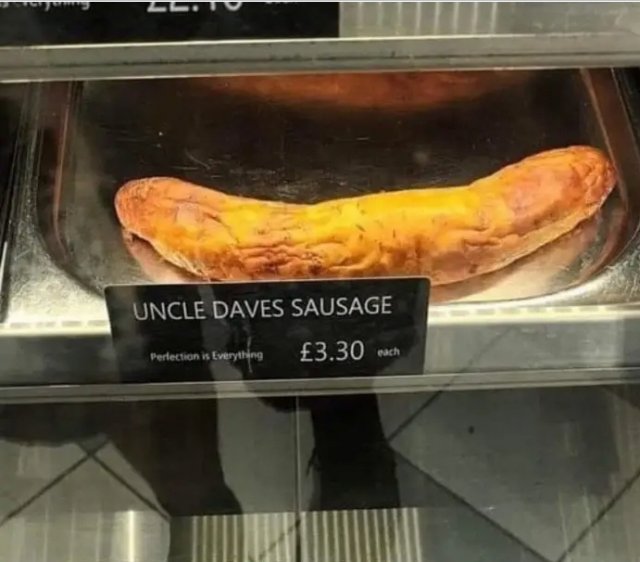 UNCLE DAVES SAUSAGE
Perfection is Everything £3.30 each